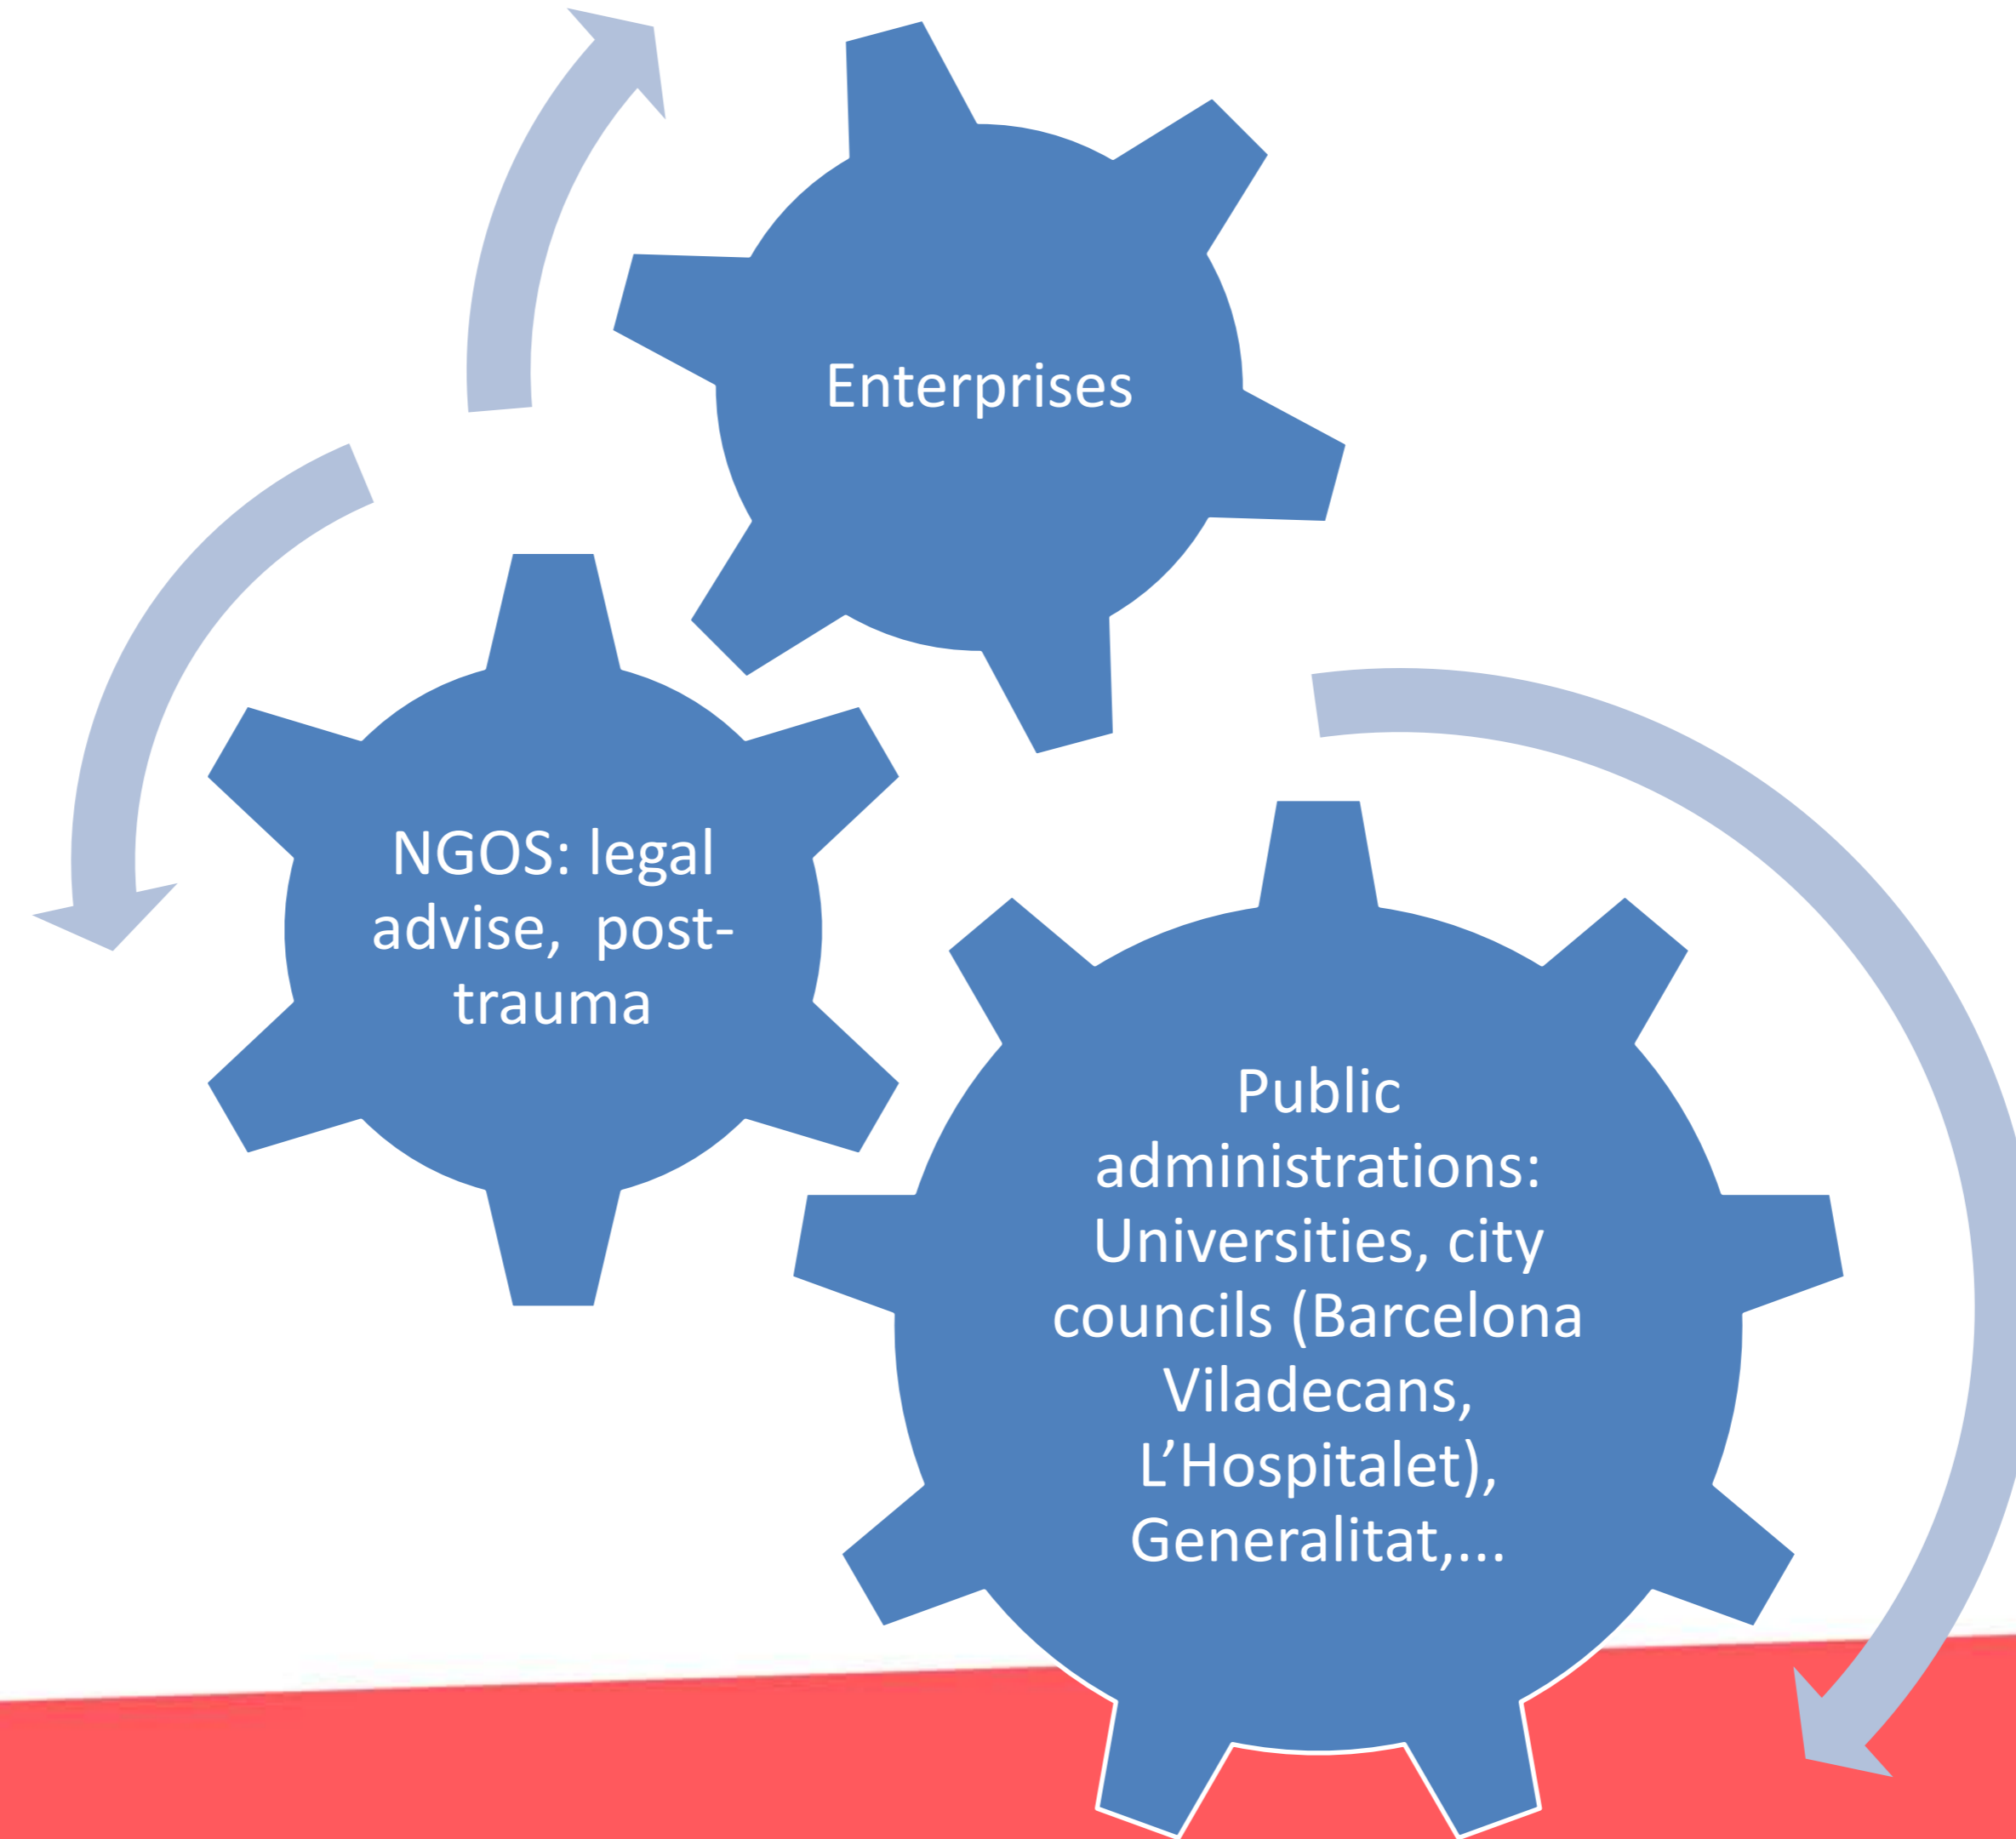 Enterprises
NGOS: legal
advise,  post-
trauma
Public
administrations:
Universities, city
councils (Barcelona
Viladecans,
L’Hospitalet),
Generalitat,...